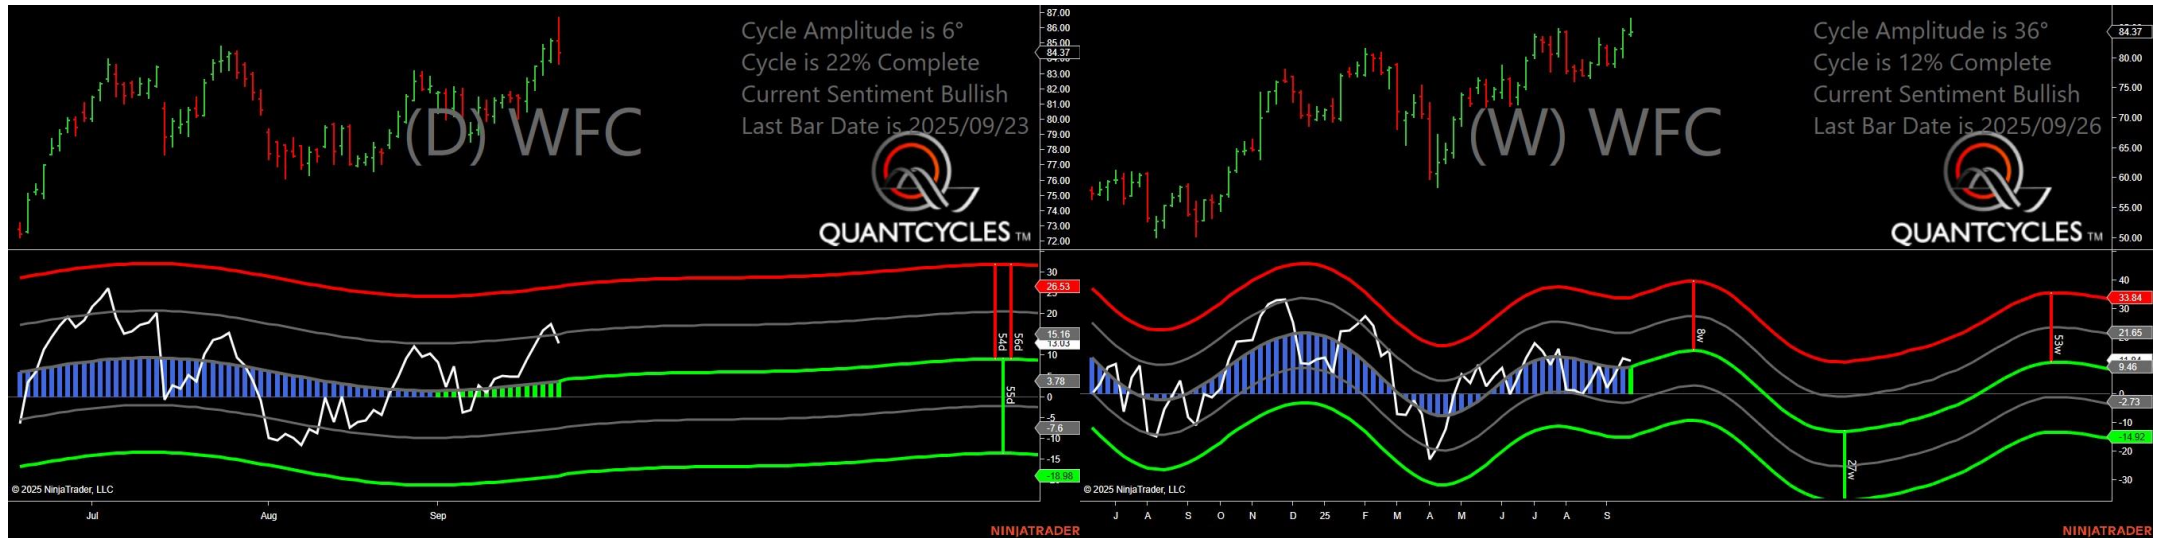 Cycle Amplitude is 6°
Cycle is 22% Complete
Current Sentiment Bullish
Last Bar Date is 2025/09/23
(D) WFC
QUANTCYCLES TM
87.00
86.00
85.00
84.37
84.00
83.00
82.00
81.00
80.00
79.00
78.00
77.00
76.00
75.00
74.00
73.00
72.00
30
26.53
25
20
15.16
13.03
10
5
3.78
0
-5
-7.6
-10
-15
-18.98
54d
56d
55d
© 2025 NinjaTrader, LLC
Jul
Aug
Sep
NINJATRADER
Cycle Amplitude is 36°
Cycle is 12% Complete
Current Sentiment Bullish
Last Bar Date is 2025/09/26
(W) WFC
QUANTCYCLES TM
84.37
80.00
75.00
70.00
65.00
60.00
55.00
50.00
40
33.84
30
21.65
9.46
0
-2.73
-10
-14.92
-20
-30
8w
53w
27w
© 2025 NinjaTrader, LLC
J A S O N D 25 F M A M J J A S
NINJATRADER